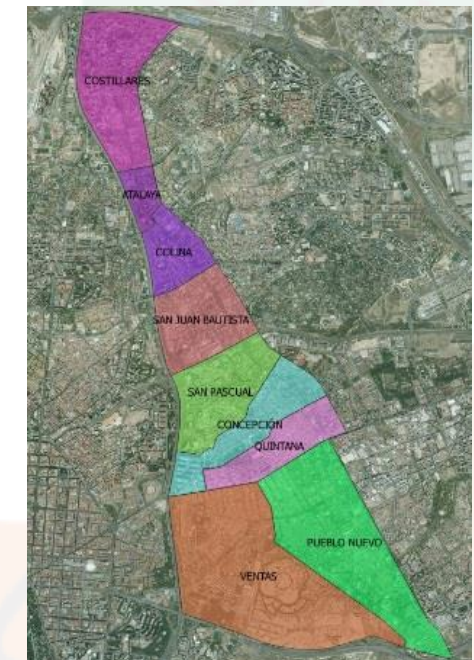 COSTILLARES
ATALAYA
COLINA
SAN JUAN BAUTISTA
SAN PASCUAL
CONCEPCIÓN
QUINTANA
PUEBLO NUEVO
VENTAS